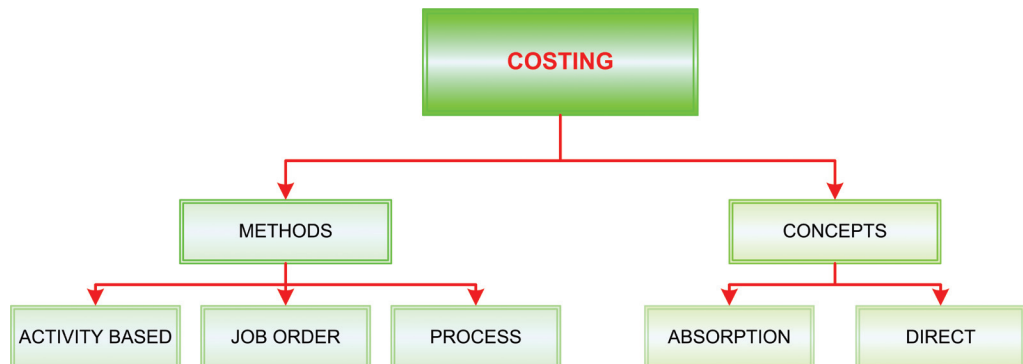 COSTING
METHODS
CONCEPTS
ACTIVITY BASED
JOB ORDER
PROCESS
ABSORPTION
DIRECT